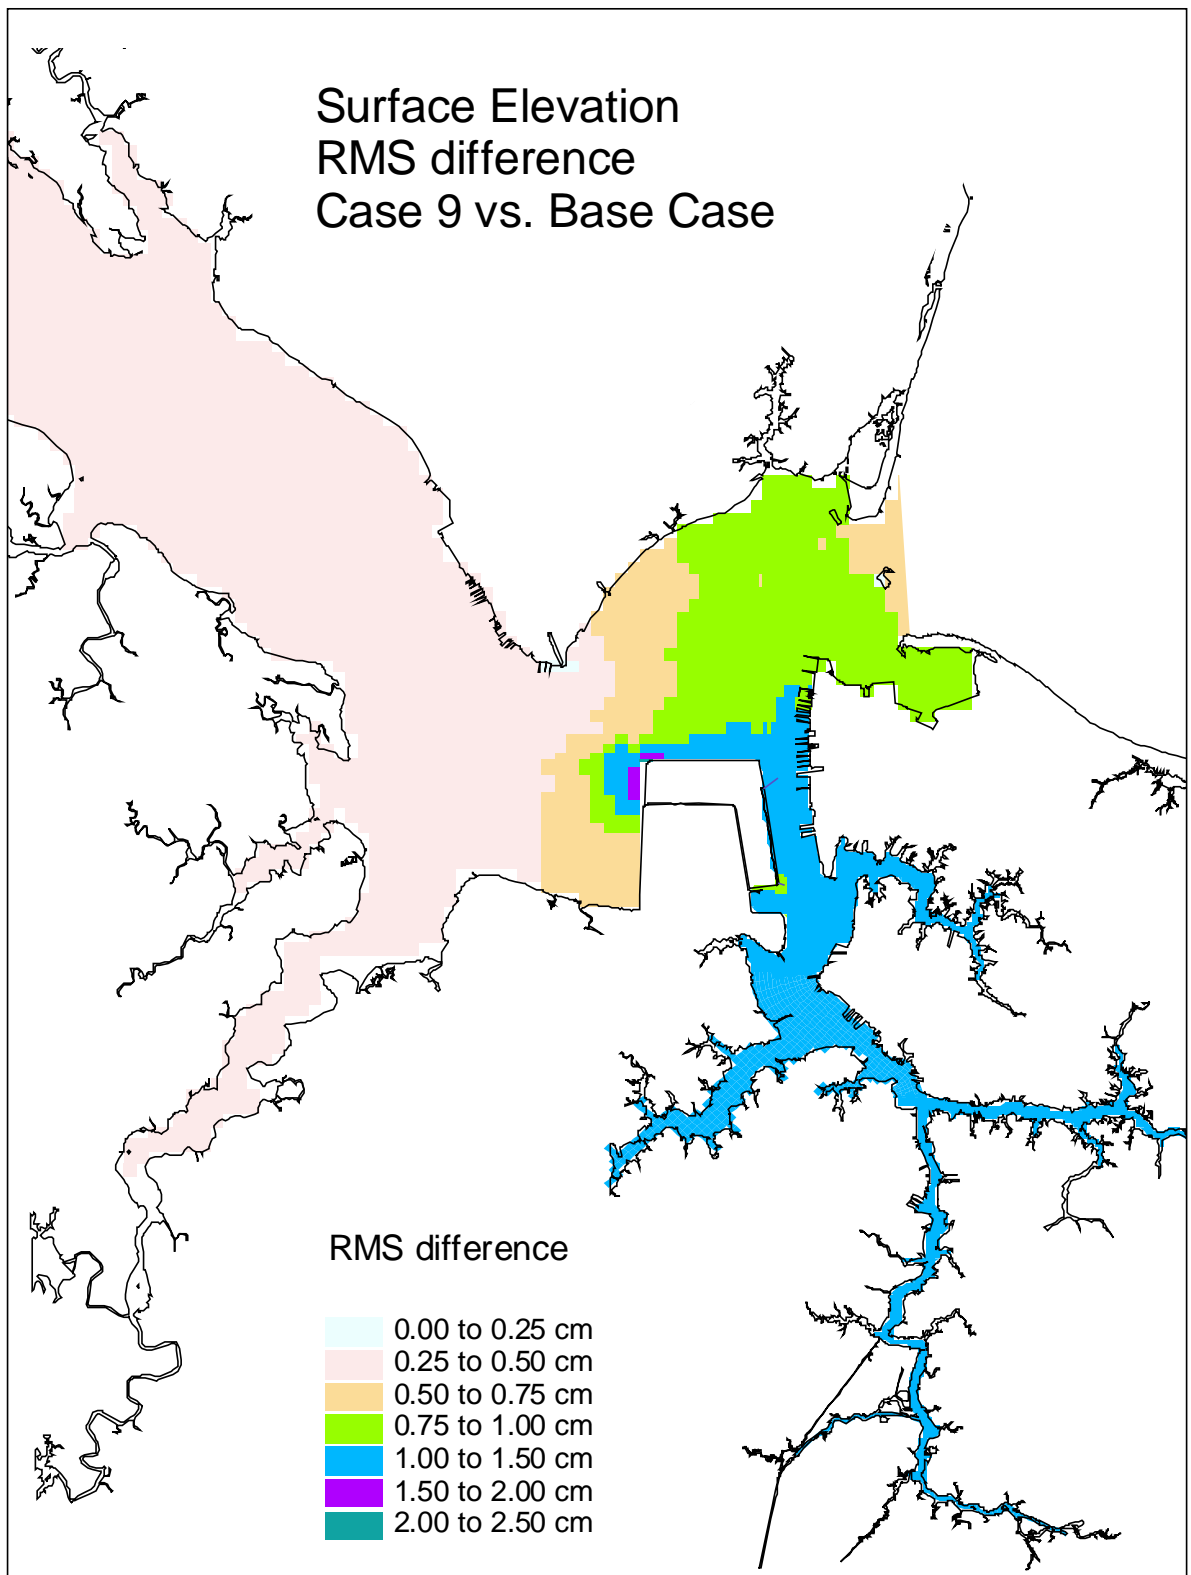 Surface Elevation
RMS difference
Case 9 vs. Base Case
RMS difference
0.00 to 0.25 cm
0.25 to 0.50 cm
0.50 to 0.75 cm
0.75 to 1.00 cm
1.00 to 1.50 cm
1.50 to 2.00 cm
2.00 to 2.50 cm